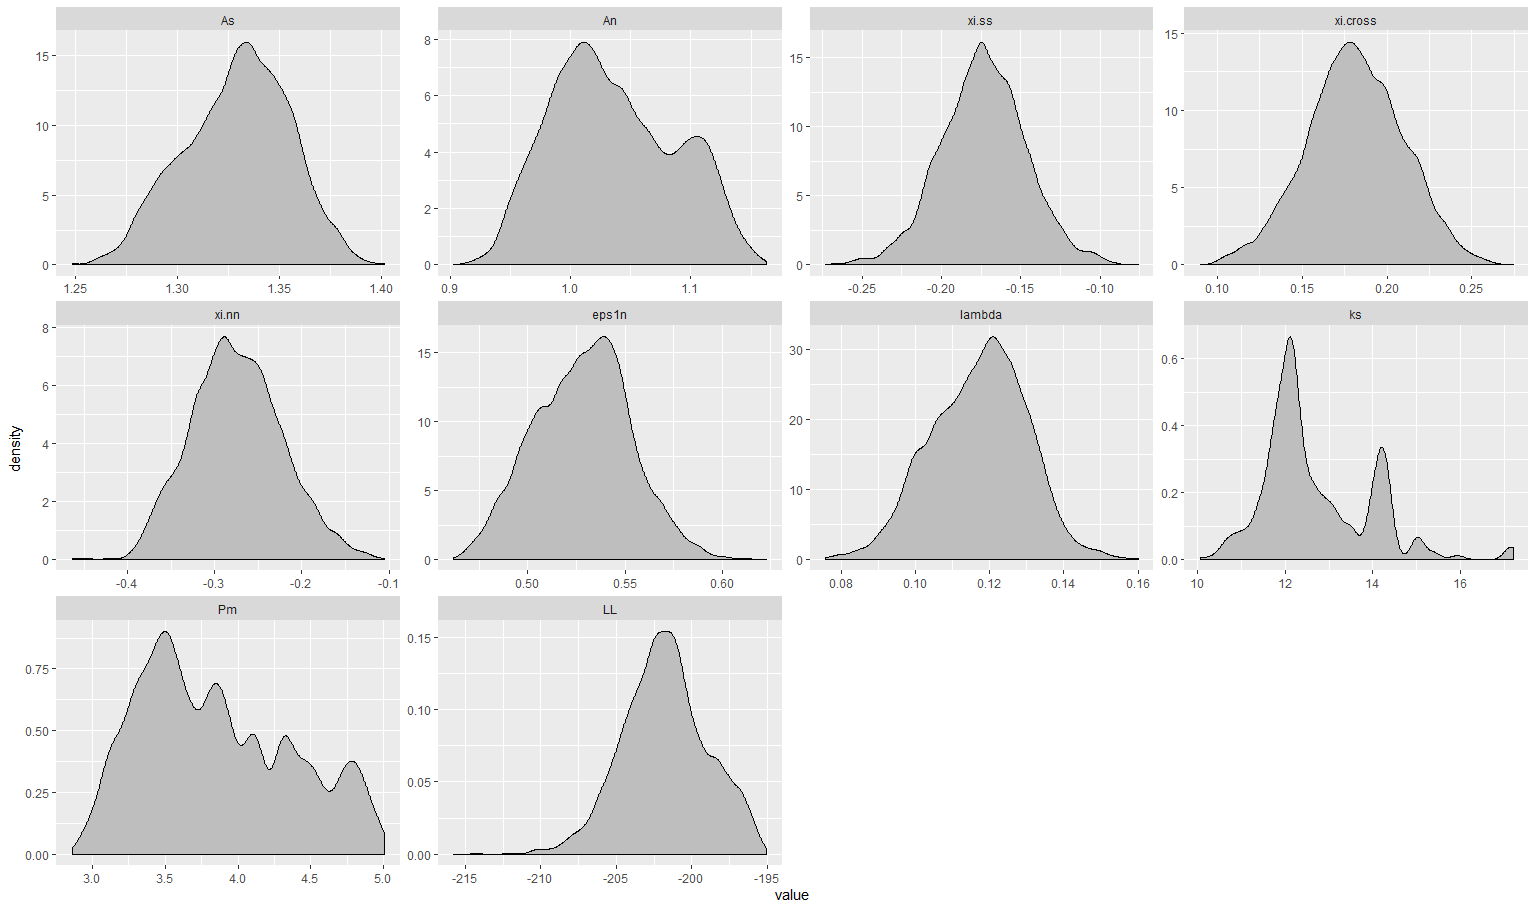 As An xi.ss xi.cross
15 10 5 0
8 6 4 2 0
15 10 5 0
15 10 5 0
1.25 1.30 1.35 1.40
0.9 1.0 1.1
-0.25 -0.20 -0.15 -0.10
0.10 0.15 0.20 0.25
xi.nn eps1n lambda ks
8 6 4 2 0
15 10 5 0
30 20 10 0
0.6 0.4 0.2 0.0
-0.4 -0.3 -0.2 -0.1
0.50 0.55 0.60
0.08 0.10 0.12 0.14 0.16
10 12 14 16
density
Pm LL
0.75 0.50 0.25 0.00
0.15 0.10 0.05 0.00
3.0 3.5 4.0 4.5 5.0
-215 -210 -205 -200 -195
value